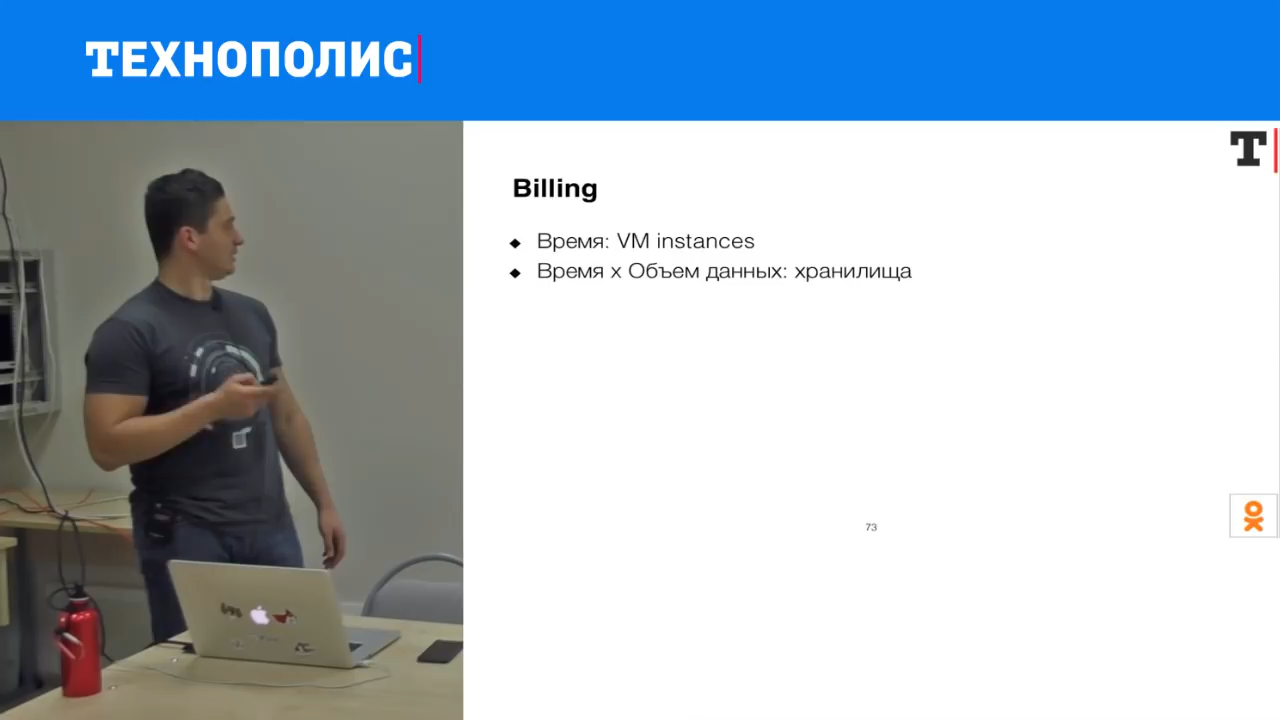 ТЕХНОПОЛИС
T
Billing
Время: VM instances
Время x Объем данных: хранилища
73